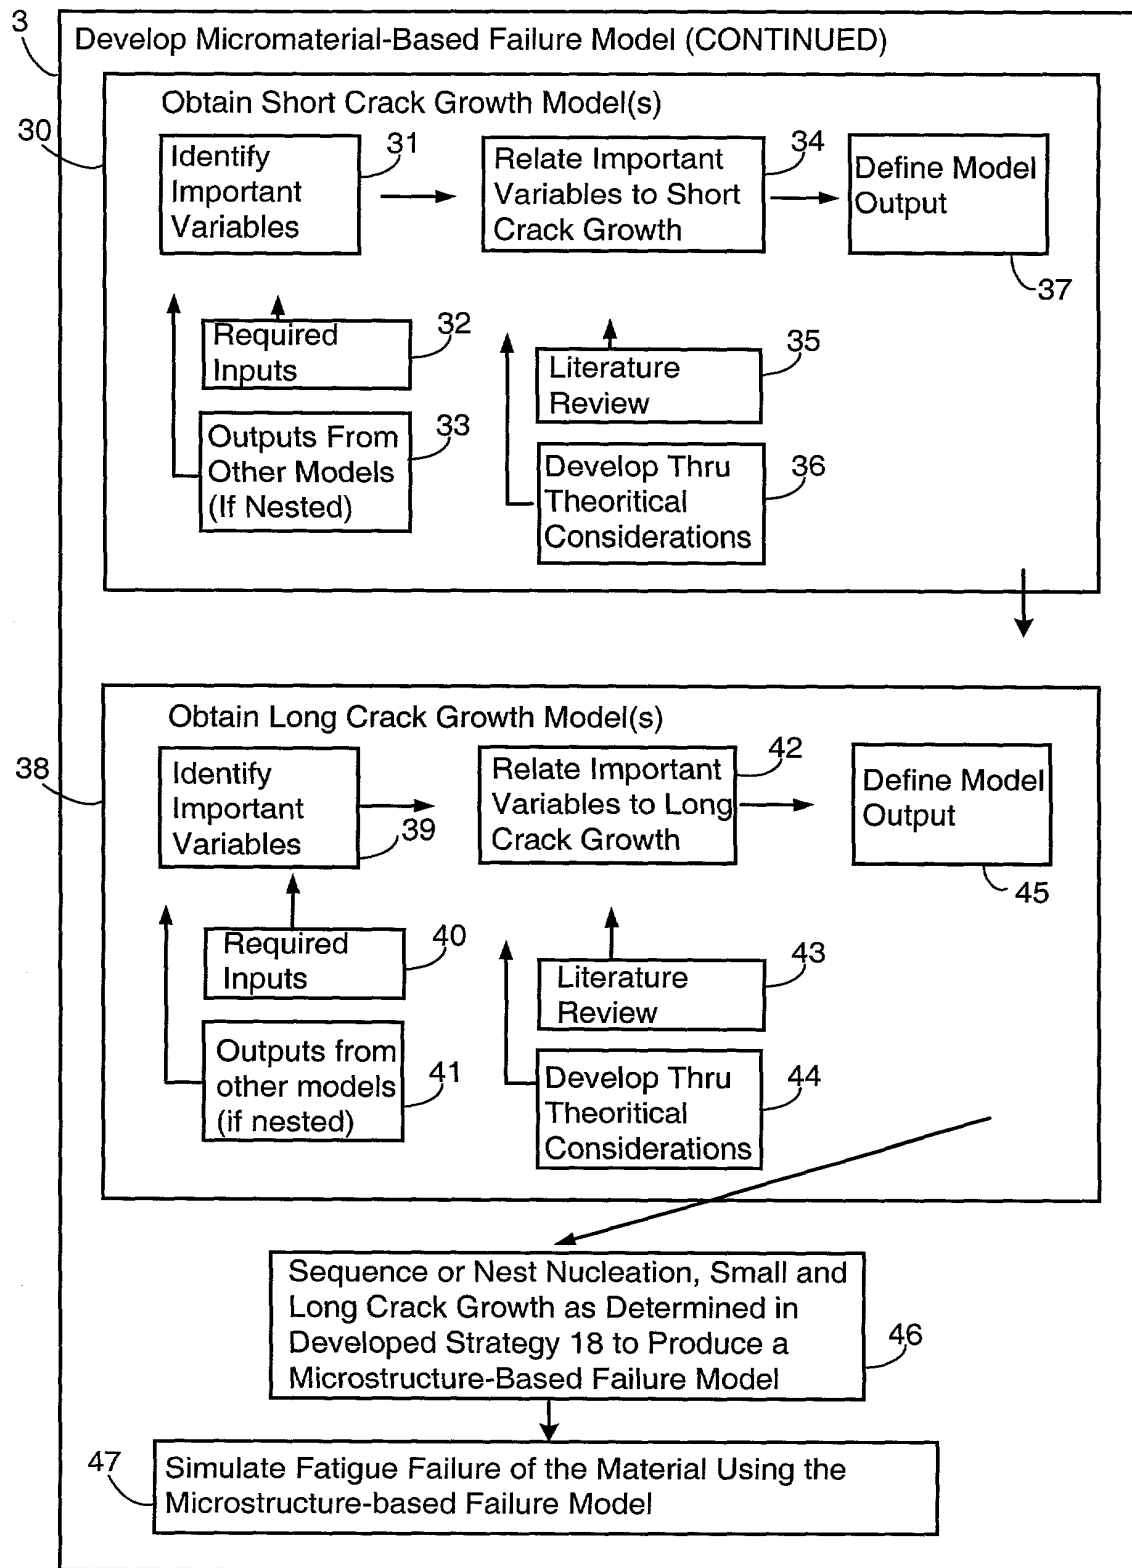 3
Develop Micromaterial-Based Failure Model (CONTINUED)
30
Obtain Short Crack Growth Model(s)
Identify
Important
Variables
31
Relate Important
Variables to Short
Crack Growth
34
Define Model
Output
37
Required
Inputs
32
Outputs From
Other Models
(If Nested)
33
Literature
Review
35
Develop Thru
Theoritical
Considerations
36
38
Obtain Long Crack Growth Model(s)
Identify
Important
Variables
39
Relate Important
Variables to Long
Crack Growth
42
Define Model
Output
45
Required
Inputs
40
Outputs from
other models
(if nested)
41
Literature
Review
43
Develop Thru
Theoritical
Considerations
44
Sequence or Nest Nucleation, Small and
Long Crack Growth as Determined in
Developed Strategy 18 to Produce a
Microstructure-Based Failure Model
46
47
Simulate Fatigue Failure of the Material Using the
Microstructure-based Failure Model